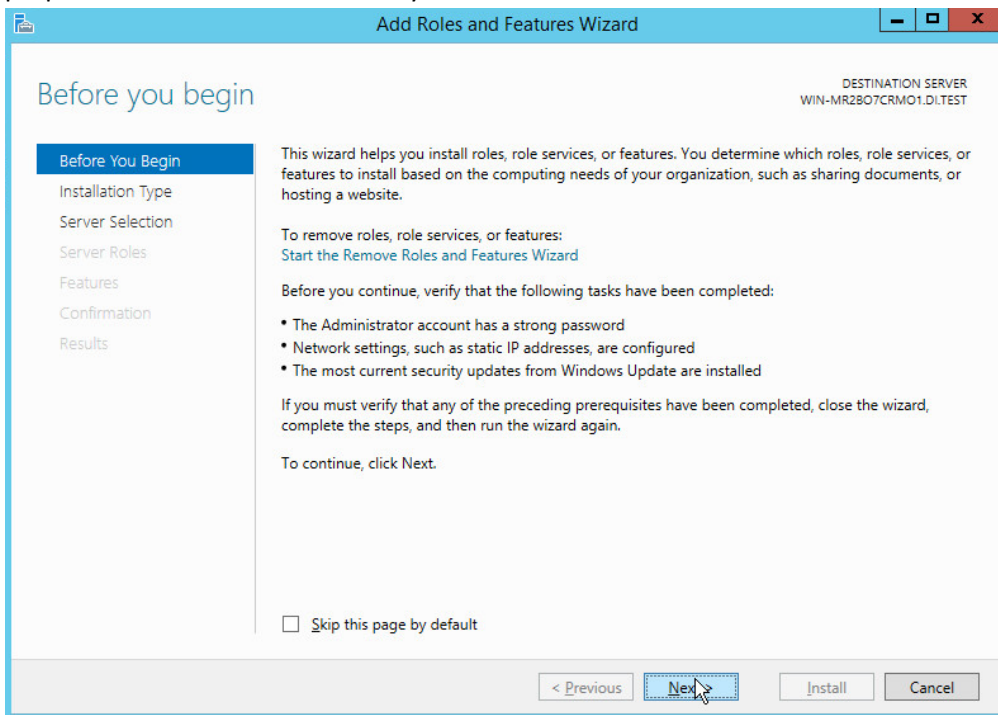 Add Roles and Features Wizard
Before you begin
DESTINATION SERVER
WIN-MR2BO7CRMO1.DI.TEST
Before You Begin
Installation Type
Server Selection
Server Roles
Features
Confirmation
Results
This wizard helps you install roles, role services, or features. You determine which roles, role services, or
features to install based on the computing needs of your organization, such as sharing documents, or
hosting a website.
To remove roles, role services, or features:
Start the Remove Roles and Features Wizard
Before you continue, verify that the following tasks have been completed:
• The Administrator account has a strong password
• Network settings, such as static IP addresses, are configured
• The most current security updates from Windows Update are installed
If you must verify that any of the preceding prerequisites have been completed, close the wizard,
complete the steps, and then run the wizard again.
To continue, click Next.
Skip this page by default
< Previous
Next >
Install
Cancel